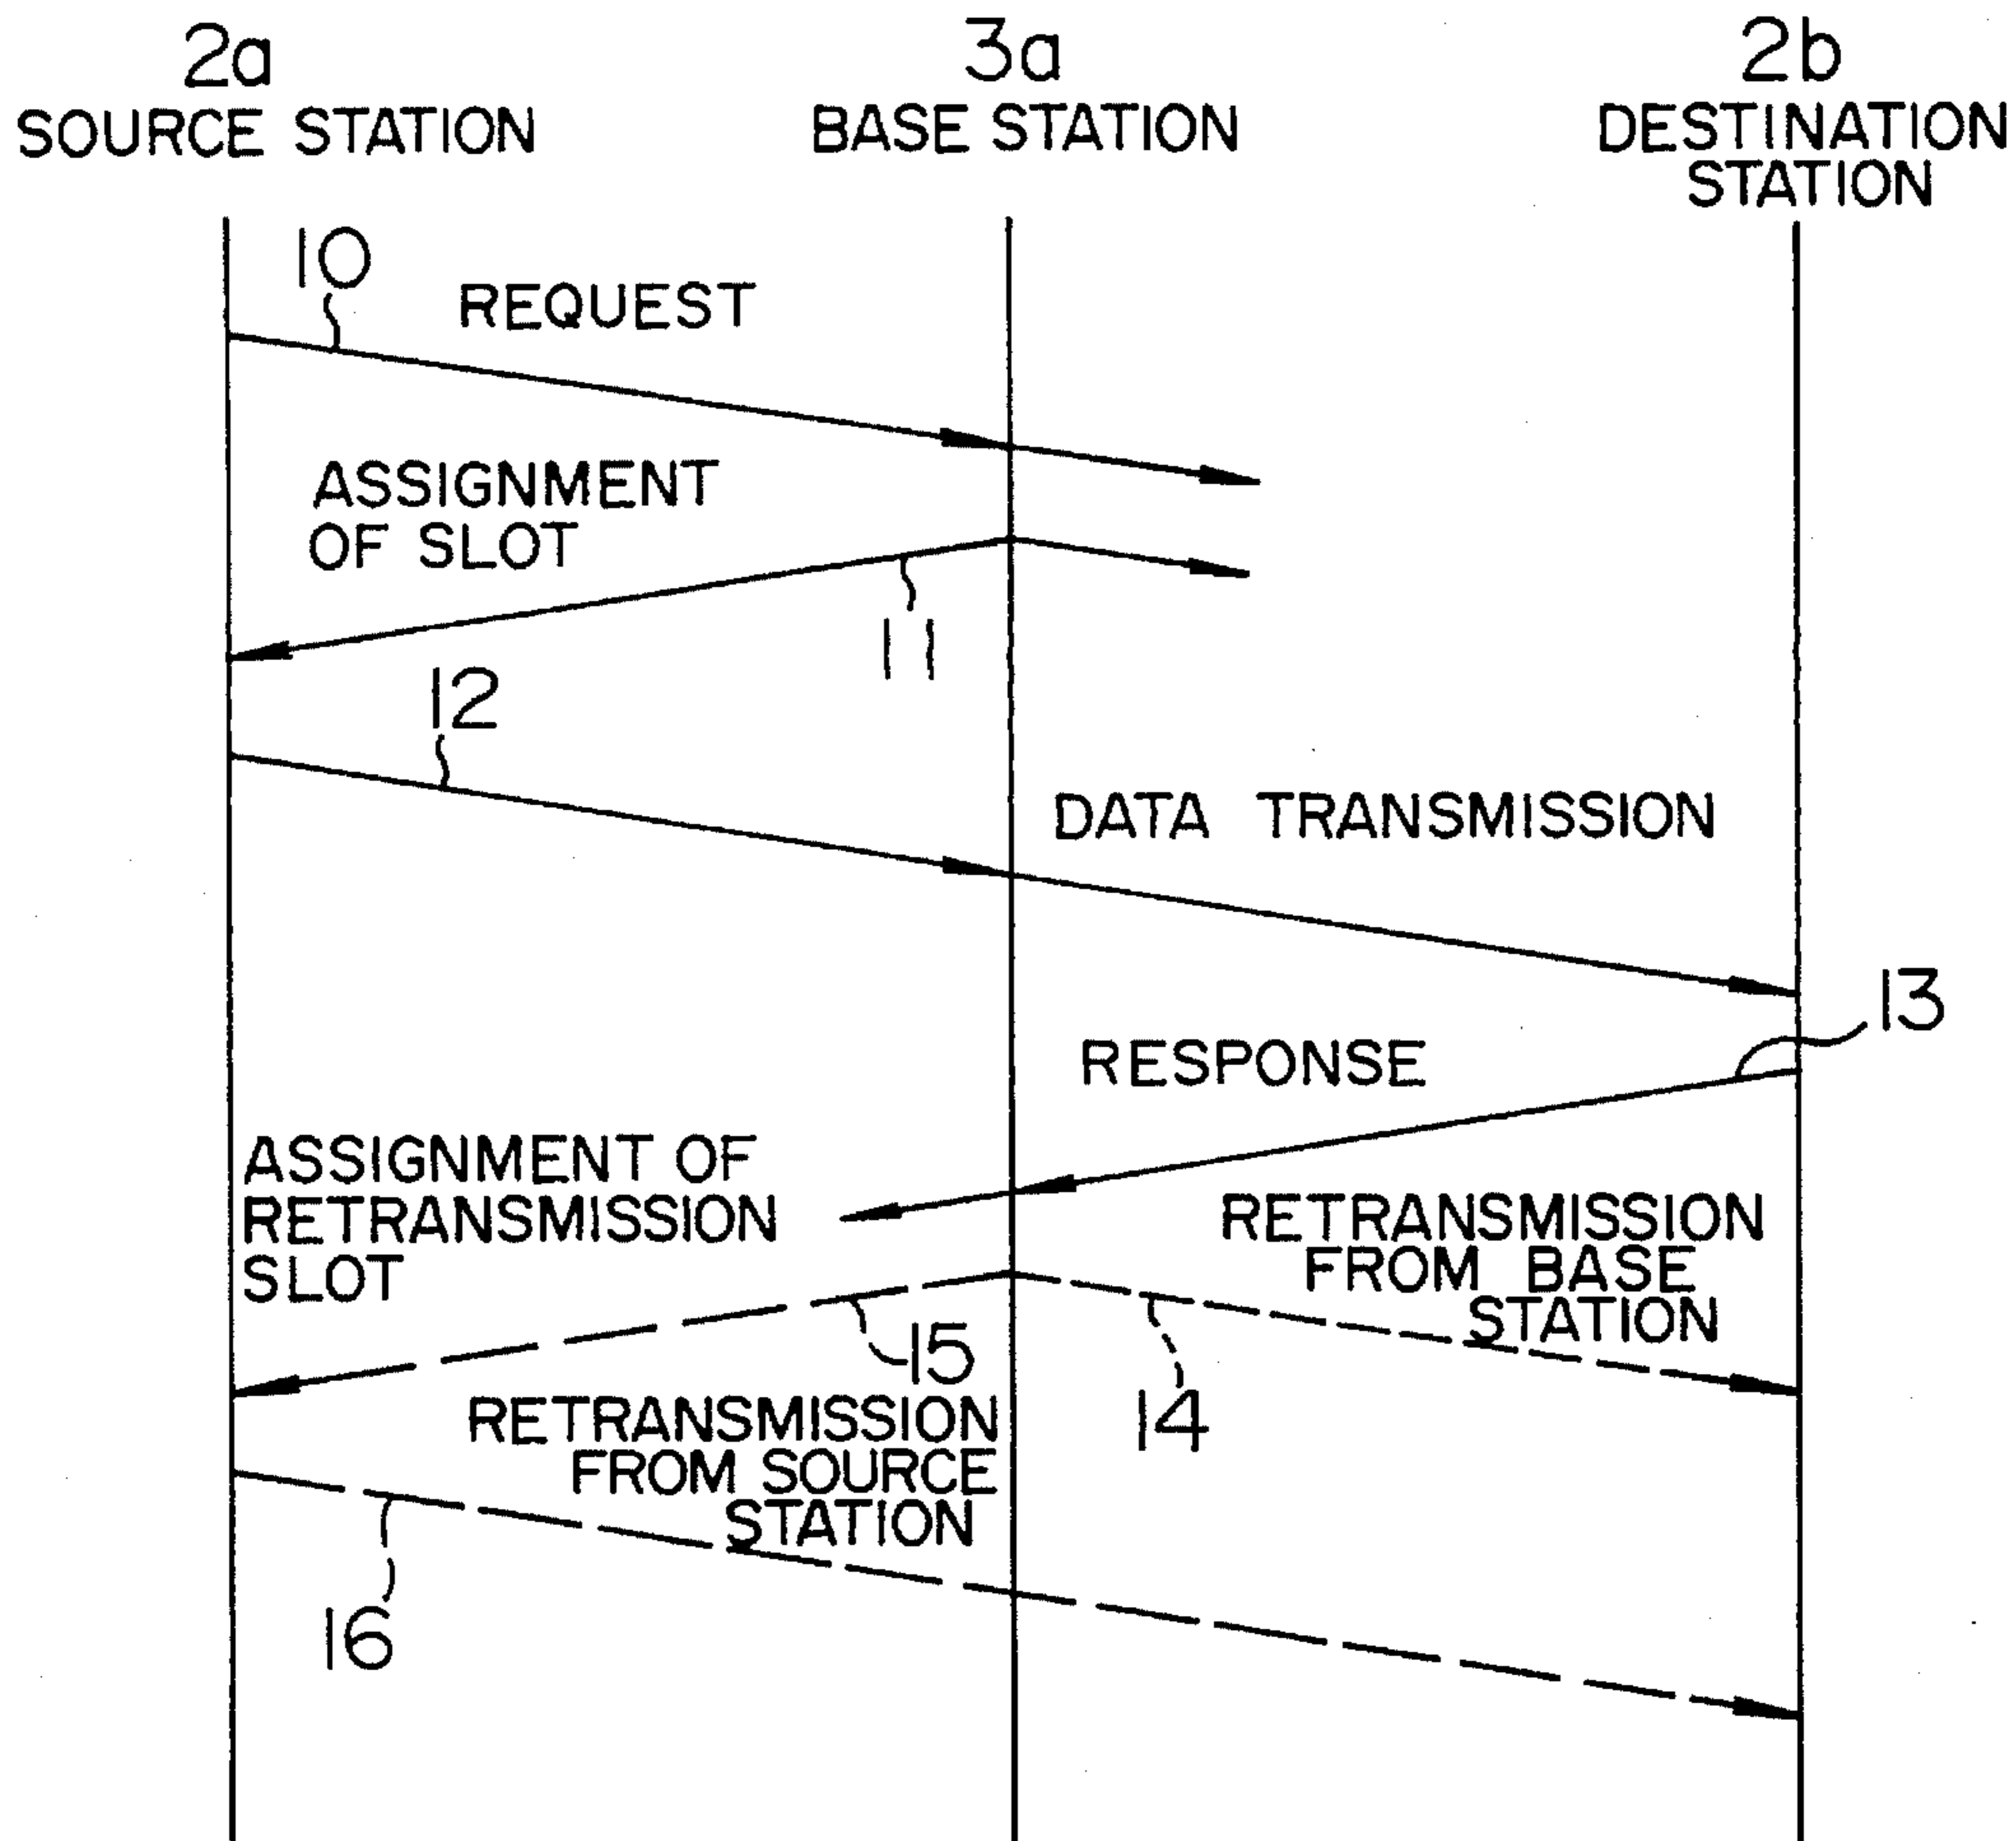 2a
SOURCE STATION
3a
BASE STATION
2b
DESTINATION
STATION
10
REQUEST
ASSIGNMENT
OF SLOT
11
12
DATA TRANSMISSION
13
RESPONSE
ASSIGNMENT OF
RETRANSMISSION
SLOT
RETRANSMISSION
FROM BASE
STATION
15
14
RETRANSMISSION
FROM SOURCE
STATION
16